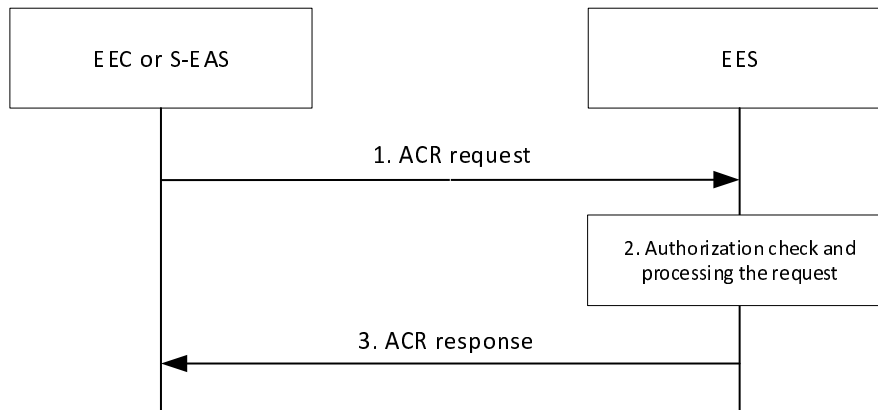 EEC or S-EAS
EES
1. ACR request
2. Authorization check and
processing the request
3. ACR response